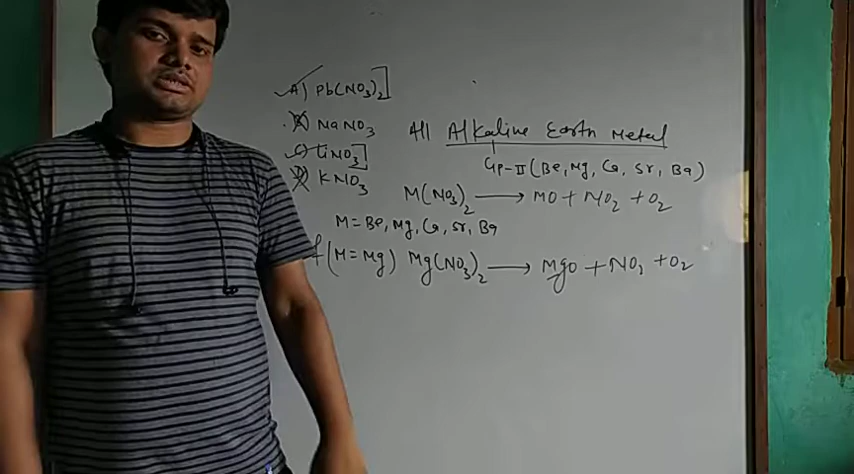 A) Pb(NO3)2]
B) NaNO3
C) LiNO3]
D) KNO3
All Alkaline Earth Metal
GP-II (Be, Mg, Ca, Sr, Ba)
M(NO3)2 → MO + NO2 + O2
M = Be, Mg, Ca, Sr, Ba
if (M = Mg) Mg(NO3)2 → MgO + NO2 + O2